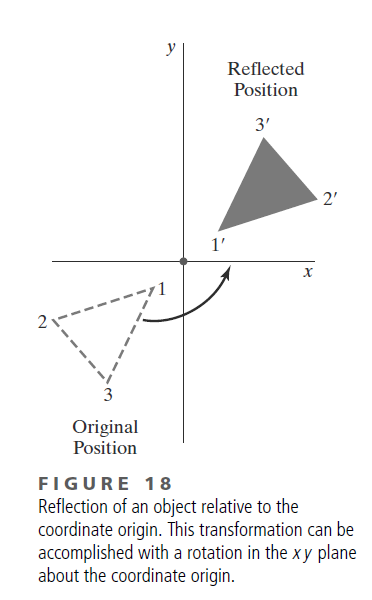 y
Reflected
Position
3′
2′
1′
x
1
2
3
Original
Position
FIGURE 18
Reflection of an object relative to the
coordinate origin. This transformation can be
accomplished with a rotation in the xy plane
about the coordinate origin.